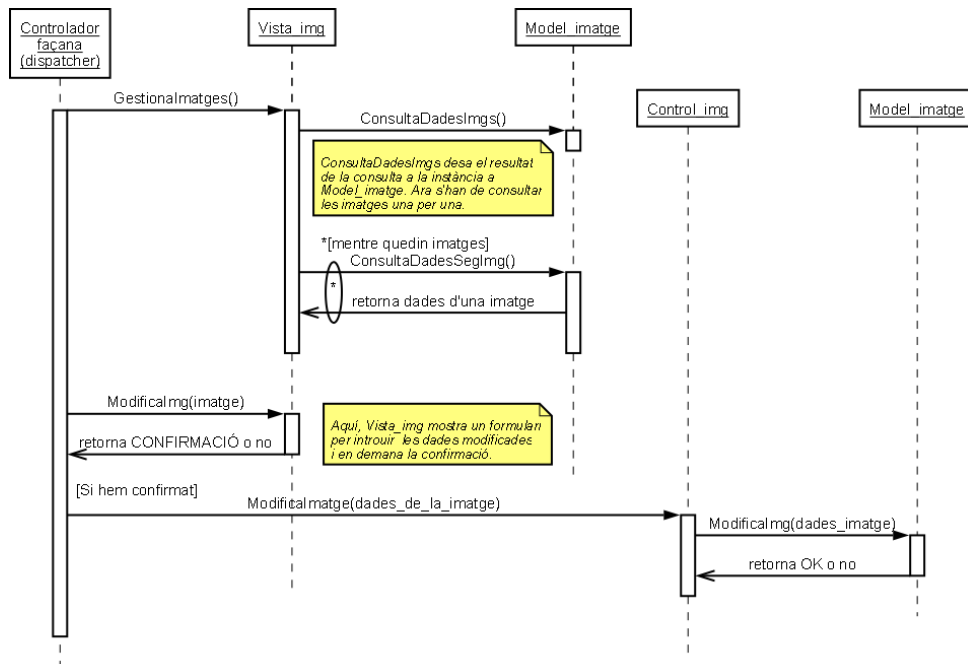 Controlador
façana
(dispatcher)
Vista_img
Model_imatge
Control_img
Model_imatge
GestionaImatges()
ConsultaDadesImgs()
ConsultaDadesImgs desa el resultat
de la consulta a la instància a
Model_imatge. Ara s'han de consultar
les imatges una per una.
*[mentre quedin imatges]
ConsultaDadesSegImg()
*
retorna dades d'una imatge
ModificaImg(imatge)
Aquí, Vista_img mostra un formulari
per introuir les dades modificades
i en demana la confirmació.
retorna CONFIRMACIÓ o no
[Si hem confirmat]
ModificaImatge(dades_de_la_imatge)
ModificaImg(dades_imatge)
retorna OK o no